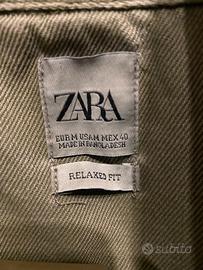 ZARA
EUR M USA M MEX 40
MADE IN BANGLADESH
RELAXED FIT
subito